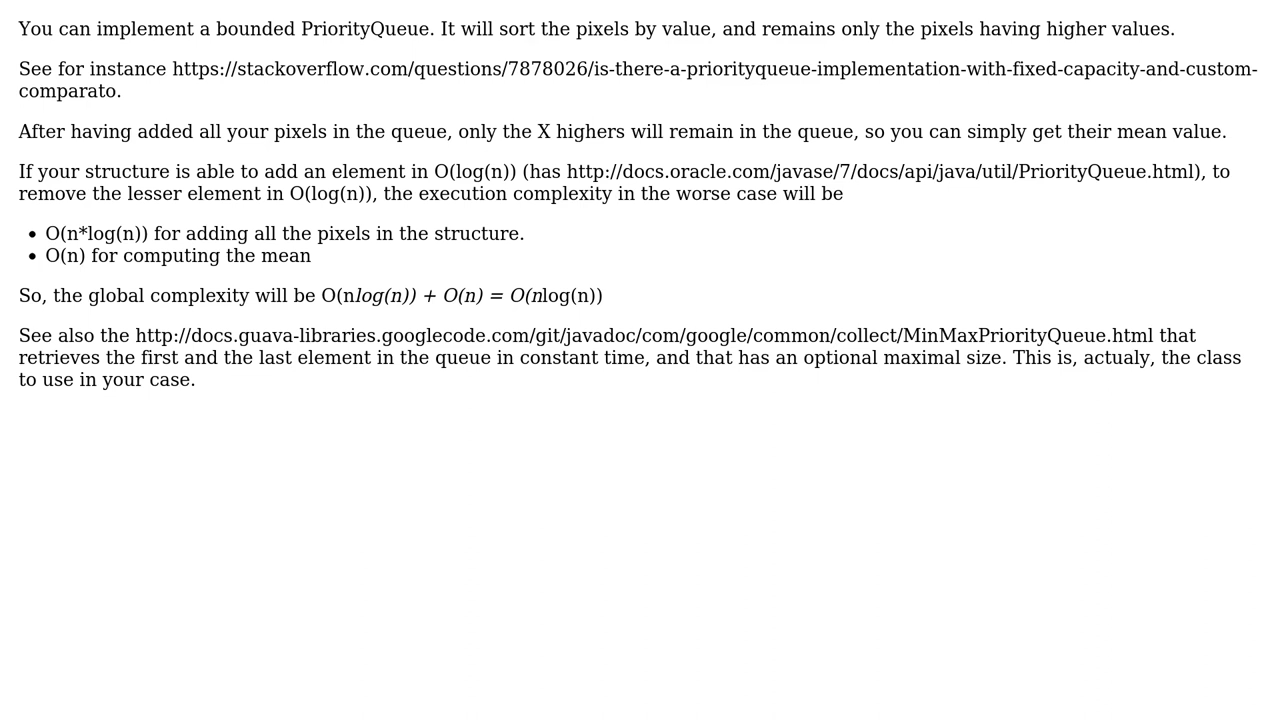 You can implement a bounded PriorityQueue. It will sort the pixels by value, and remains only the pixels having higher values.
See for instance https://stackoverflow.com/questions/7878026/is-there-a-priorityqueue-implementation-with-fixed-capacity-and-custom-
comparato.
After having added all your pixels in the queue, only the X highers will remain in the queue, so you can simply get their mean value.
If your structure is able to add an element in O(log(n)) (has http://docs.oracle.com/javase/7/docs/api/java/util/PriorityQueue.html), to
remove the lesser element in O(log(n)), the execution complexity in the worse case will be
• O(n*log(n)) for adding all the pixels in the structure.
• O(n) for computing the mean
So, the global complexity will be O(nlog(n)) + O(n) = O(nlog(n))
See also the http://docs.guava-libraries.googlecode.com/git/javadoc/com/google/common/collect/MinMaxPriorityQueue.html that
retrieves the first and the last element in the queue in constant time, and that has an optional maximal size. This is, actualy, the class
to use in your case.